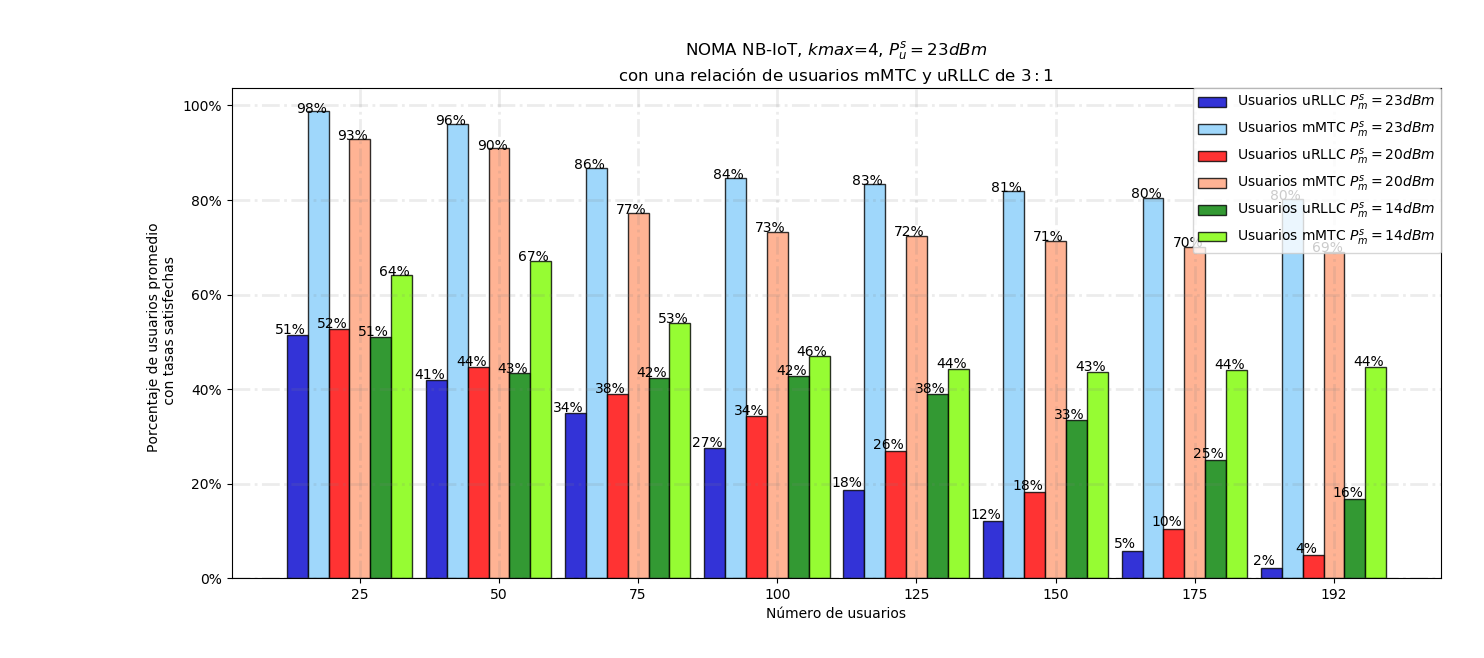 NOMA NB-IoT, kmax=4, P_u^s = 23dBm
con una relación de usuarios mMTC y uRLLC de 3 : 1
Usuarios uRLLC P_m^s = 23dBm
Usuarios mMTC P_m^s = 23dBm
Usuarios uRLLC P_m^s = 20dBm
Usuarios mMTC P_m^s = 20dBm
Usuarios uRLLC P_m^s = 14dBm
Usuarios mMTC P_m^s = 14dBm
Porcentaje de usuarios promedio
con tasas satisfechas
100%
80%
60%
40%
20%
0%
51% 98% 52% 93% 51% 64%
41% 96% 44% 90% 43% 67%
34% 86% 38% 77% 42% 53%
27% 84% 34% 73% 42% 46%
18% 83% 26% 72% 38% 44%
12% 81% 18% 71% 33% 43%
5% 80% 10% 70% 25% 44%
2% 80% 4% 69% 16% 44%
25 50 75 100 125 150 175 192
Número de usuarios